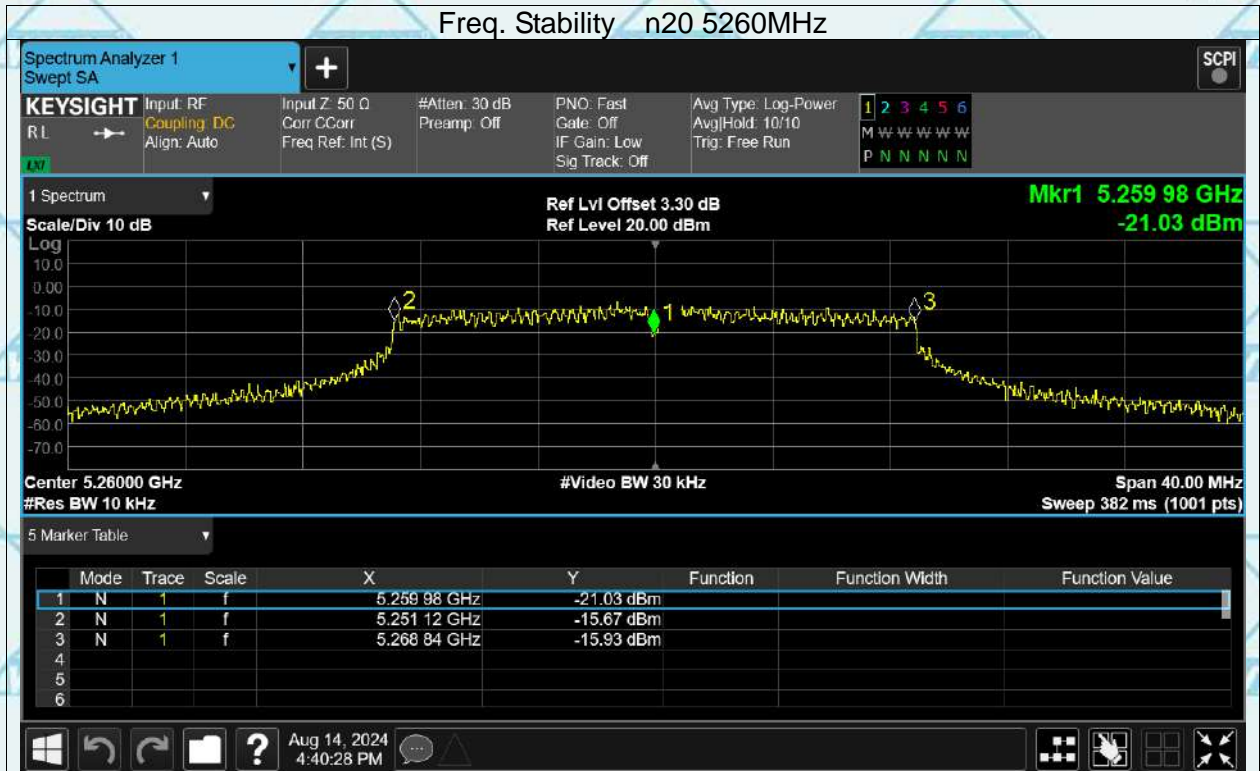 Freq. Stability n20 5260MHz
Spectrum Analyzer 1
Swept SA
+
SCPI
KEYSIGHT Input: RF Input Z: 50 Ω #Atten: 30 dB PNO: Fast Avg Type: Log-Power 1 2 3 4 5 6
RL Coupling: DC Corr CCorr Preamp: Off Gate: Off Avg|Hold: 10/10 M W W W W W
Align: Auto Freq Ref: Int (S) IF Gain: Low Trig: Free Run P N N N N N
LXI Sig Track: Off
1 Spectrum Ref Lvl Offset 3.30 dB Mkr1 5.259 98 GHz
Scale/Div 10 dB Ref Level 20.00 dBm -21.03 dBm
Log
10.0
0.00
-10.0
-20.0
-30.0
-40.0
-50.0
-60.0
-70.0
2
1
3
Center 5.26000 GHz #Video BW 30 kHz Span 40.00 MHz
#Res BW 10 kHz Sweep 382 ms (1001 pts)
5 Marker Table
Mode Trace Scale X Y Function Function Width Function Value
1 N 1 f 5.259 98 GHz -21.03 dBm
2 N 1 f 5.251 12 GHz -15.67 dBm
3 N 1 f 5.268 84 GHz -15.93 dBm
4
5
6
? Aug 14, 2024
4:40:28 PM